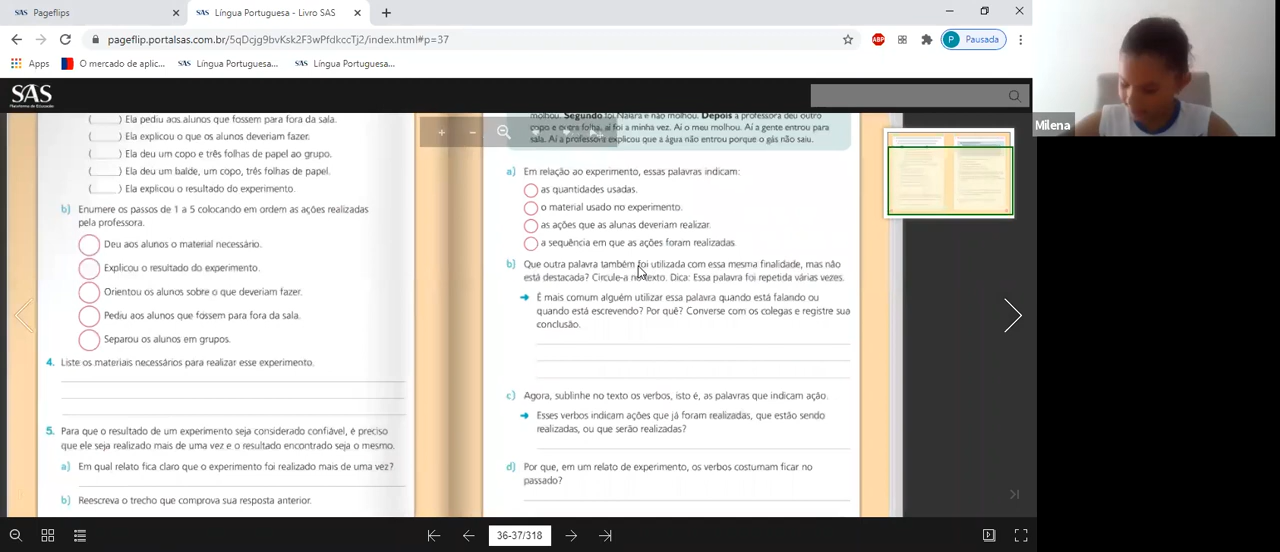 SAS Pageflips
SAS Língua Portuguesa - Livro SAS
pageflip.portalsas.com.br/5qDcjg9bvKsk2F3wPfdkccTj2/index.html#p=37
ABP
P Pausada
Apps
O mercado de aplic...
SAS Língua Portuguesa...
SAS Língua Portuguesa...
SAS
Plataforma de Educação
Milena
(____) Ela pediu aos alunos que fossem para fora da sala.
(____) Ela explicou o que os alunos deveriam fazer.
(____) Ela deu um copo e três folhas de papel ao grupo.
(____) Ela deu um balde, um copo, três folhas de papel.
(____) Ela explicou o resultado do experimento.
b) Enumere os passos de 1 a 5 colocando em ordem as ações realizadas
pela professora.
Deu aos alunos o material necessário.
Explicou o resultado do experimento.
Orientou os alunos sobre o que deveriam fazer.
Pediu aos alunos que fossem para fora da sala.
Separou os alunos em grupos.
4. Liste os materiais necessários para realizar esse experimento.
5. Para que o resultado de um experimento seja considerado confiável, é preciso
que ele seja realizado mais de uma vez e o resultado encontrado seja o mesmo.
a) Em qual relato fica claro que o experimento foi realizado mais de uma vez?
b) Reescreva o trecho que comprova sua resposta anterior.
molhou. Segundo foi Naiara e não molhou. Depois a professora deu outro
copo e outra folha, aí foi a minha vez. Aí o meu molhou. Aí a gente entrou para
sala. Aí a professora explicou que a água não entrou porque o gás não saiu.
a) Em relação ao experimento, essas palavras indicam:
as quantidades usadas.
o material usado no experimento.
as ações que as alunas deveriam realizar.
a sequência em que as ações foram realizadas.
b) Que outra palavra também foi utilizada com essa mesma finalidade, mas não
está destacada? Circule-a no texto. Dica: Essa palavra foi repetida várias vezes.
É mais comum alguém utilizar essa palavra quando está falando ou
quando está escrevendo? Por quê? Converse com os colegas e registre sua
conclusão.
c) Agora, sublinhe no texto os verbos, isto é, as palavras que indicam ação.
Esses verbos indicam ações que já foram realizadas, que estão sendo
realizadas, ou que serão realizadas?
d) Por que, em um relato de experimento, os verbos costumam ficar no
passado?
36-37/318